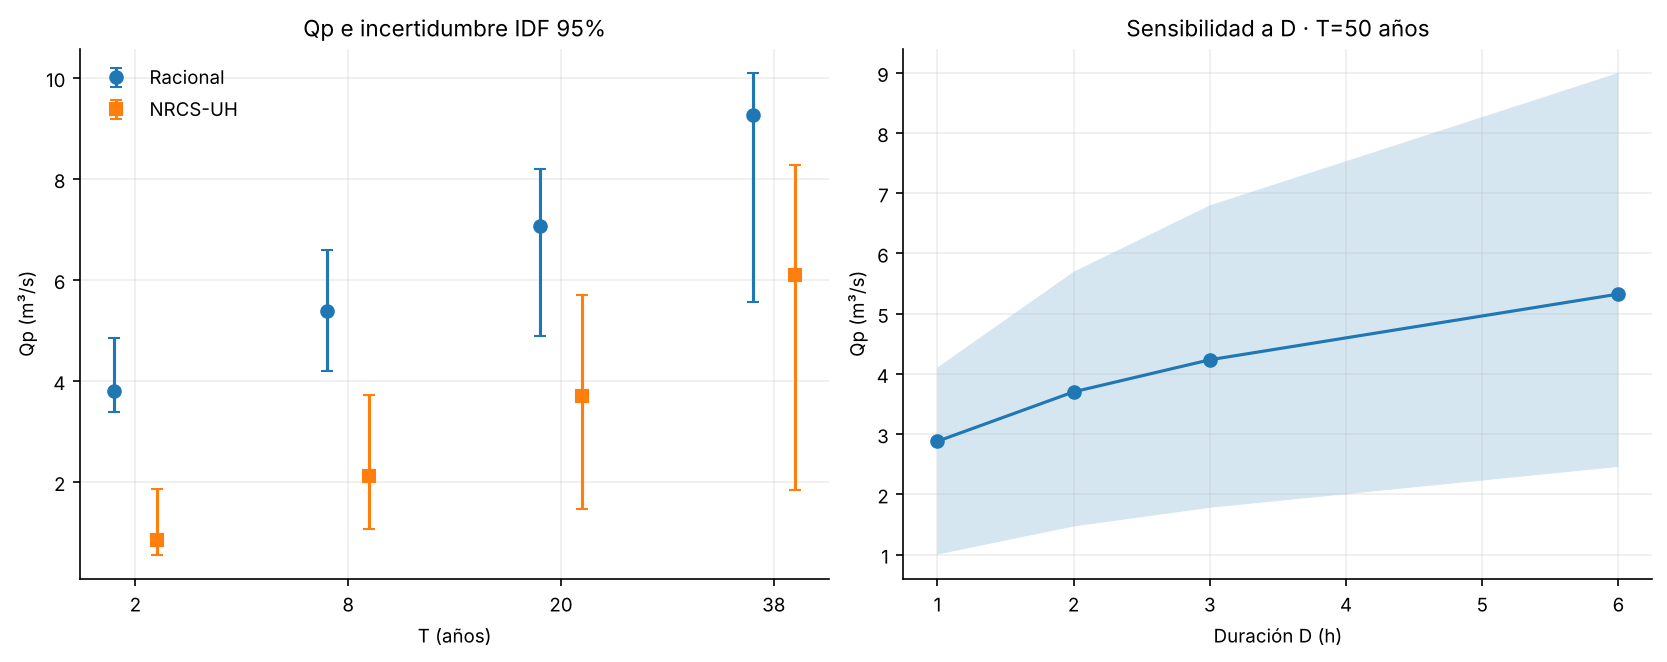 Qp e incertidumbre IDF 95%
Racional
NRCS-UH
10
8
6
4
2
Qp (m³/s)
2 8 20 38
T (años)
Sensibilidad a D · T=50 años
9
8
7
6
5
4
3
2
1
Qp (m³/s)
1 2 3 4 5 6
Duración D (h)